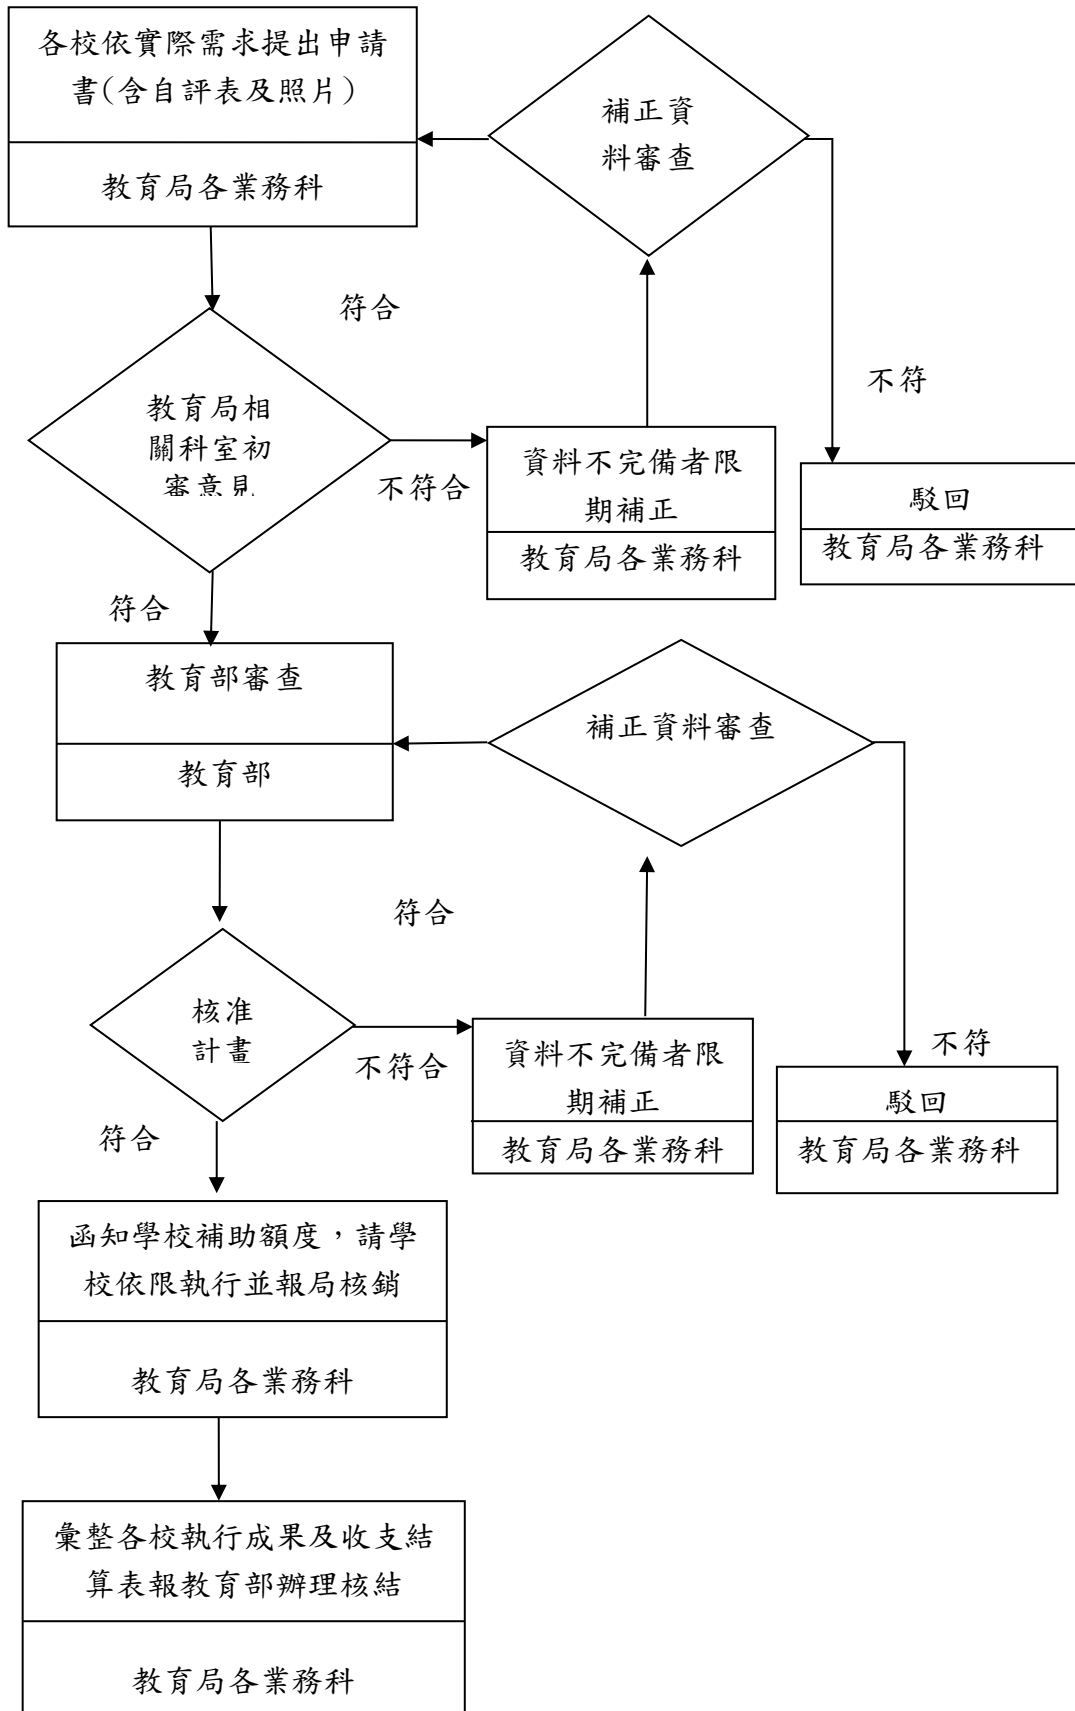 各校依實際需求提出申請
書(含自評表及照片)
教育局各業務科
補正資
料審查
符合
不符
教育局相
關科室初
審意見
不符合
資料不完備者限
期補正
教育局各業務科
駁回
教育局各業務科
符合
教育部審查
教育部
補正資料審查
符合
核准
計畫
不符合
資料不完備者限
期補正
教育局各業務科
不符
駁回
教育局各業務科
符合
函知學校補助額度，請學
校依限執行並報局核銷
教育局各業務科
彙整各校執行成果及收支結
算表報教育部辦理核結
教育局各業務科